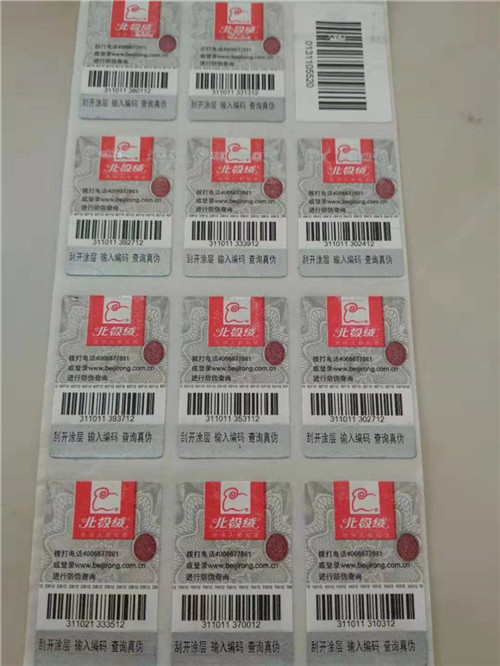 北极绒
北极绒
拨打电话4006677881
或登录www.beijirong.com.cn
进行防伪查询
拨打电话4006677881
或登录www.beijirong.com.cn
进行防伪查询
0131105520
311011 380112
311011 331312
刮开涂层 输入编码 查询真伪
刮开涂层 输入编码 查询真伪
北极绒
北极绒
北极绒
拨打电话4006677881
或登录www.beijirong.com.cn
进行防伪查询
拨打电话4006677881
或登录www.beijirong.com.cn
进行防伪查询
拨打电话4006677881
或登录www.beijirong.com.cn
进行防伪查询
311011 392712
311011 333912
311011 302412
刮开涂层 输入编码 查询真伪
刮开涂层 输入编码 查询真伪
刮开涂层 输入编码 查询真伪
北极绒
北极绒
北极绒
拨打电话4006677881
或登录www.beijirong.com.cn
进行防伪查询
拨打电话4006677881
或登录www.beijirong.com.cn
进行防伪查询
拨打电话4006677881
或登录www.beijirong.com.cn
进行防伪查询
311011 393712
311011 353112
311011 302712
刮开涂层 输入编码 查询真伪
刮开涂层 输入编码 查询真伪
刮开涂层 输入编码 查询真伪
北极绒
北极绒
北极绒
拨打电话4006677881
或登录www.beijirong.com.cn
进行防伪查询
拨打电话4006677881
或登录www.beijirong.com.cn
进行防伪查询
拨打电话4006677881
或登录www.beijirong.com.cn
进行防伪查询
311021 333512
311011 370012
311011 310312
刮开涂层 输入编码 查询真伪
刮开涂层 输入编码 查询真伪
刮开涂层 输入编码 查询真伪